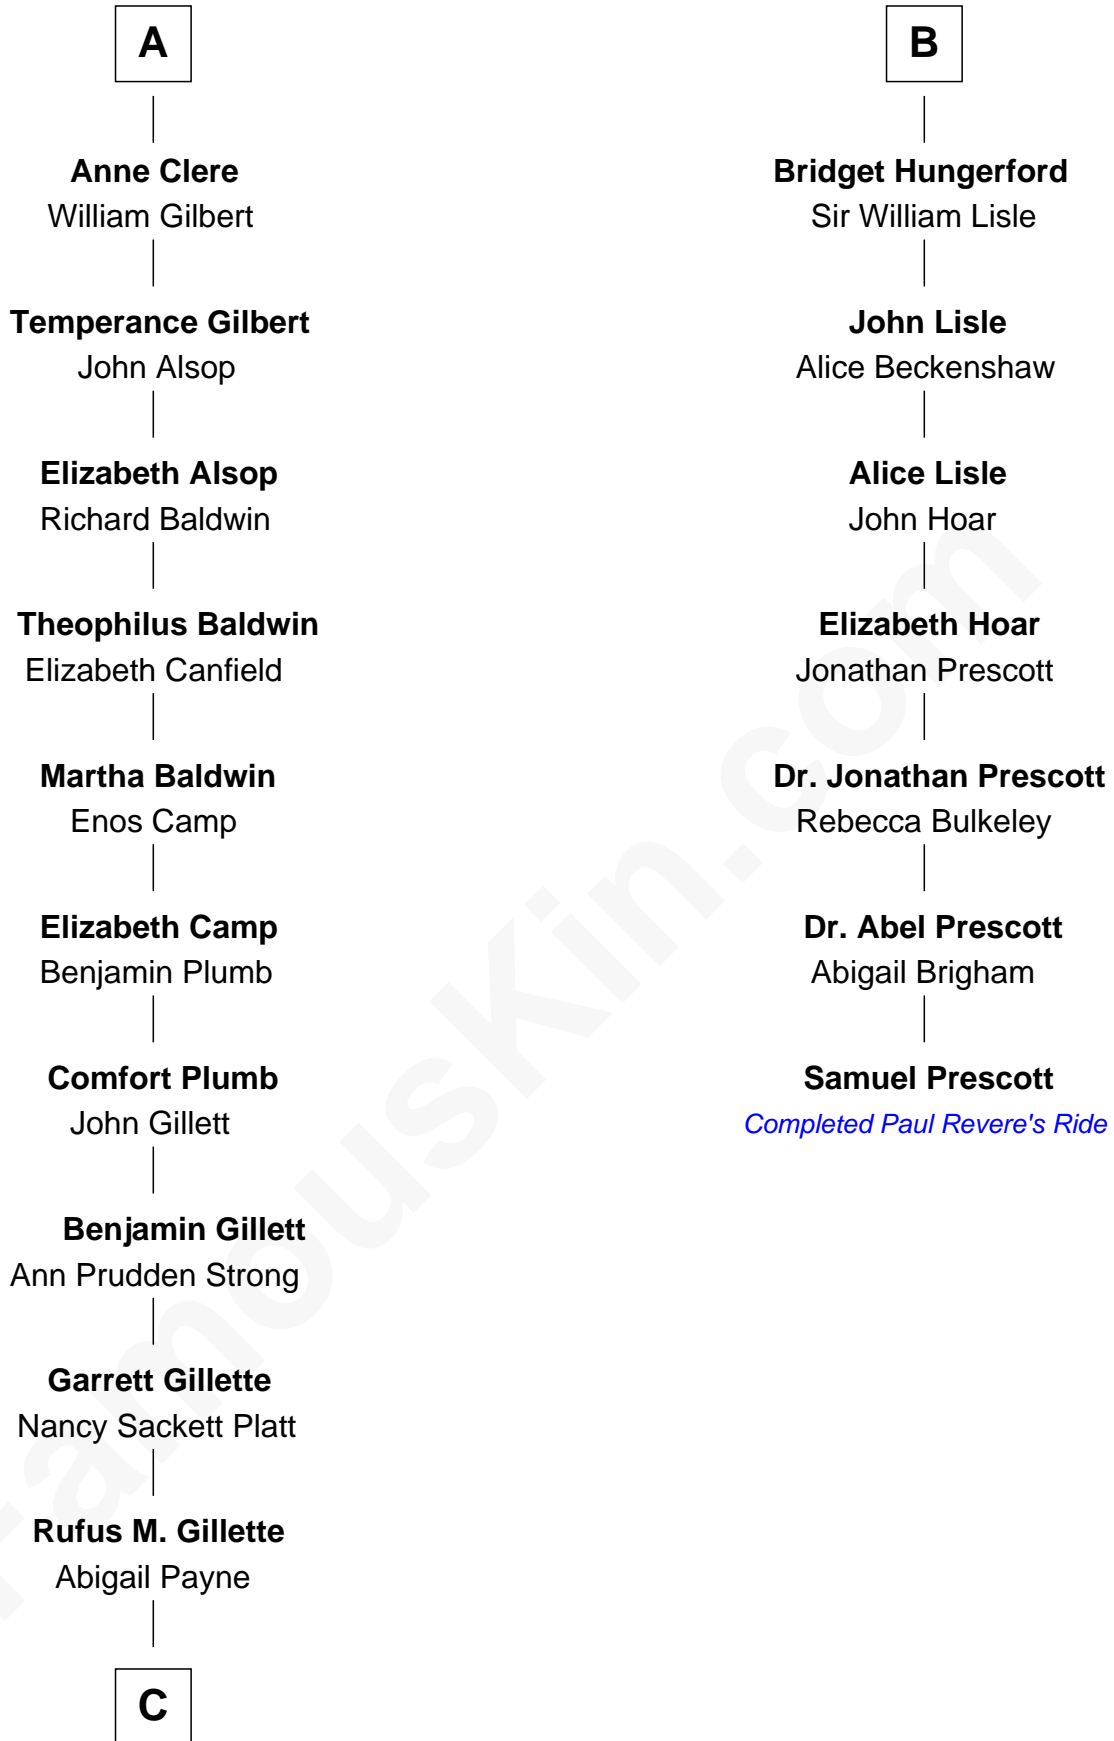 A
Anne Clere
William Gilbert
Temperance Gilbert
John Alsop
Elizabeth Alsop
Richard Baldwin
Theophilus Baldwin
Elizabeth Canfield
Martha Baldwin
Enos Camp
Elizabeth Camp
Benjamin Plumb
Comfort Plumb
John Gillett
Benjamin Gillett
Ann Prudden Strong
Garrett Gillette
Nancy Sackett Platt
Rufus M. Gillette
Abigail Payne
C
B
Bridget Hungerford
Sir William Lisle
John Lisle
Alice Beckenshaw
Alice Lisle
John Hoar
Elizabeth Hoar
Jonathan Prescott
Dr. Jonathan Prescott
Rebecca Bulkeley
Dr. Abel Prescott
Abigail Brigham
Samuel Prescott
Completed Paul Revere's Ride
FamousKin.com